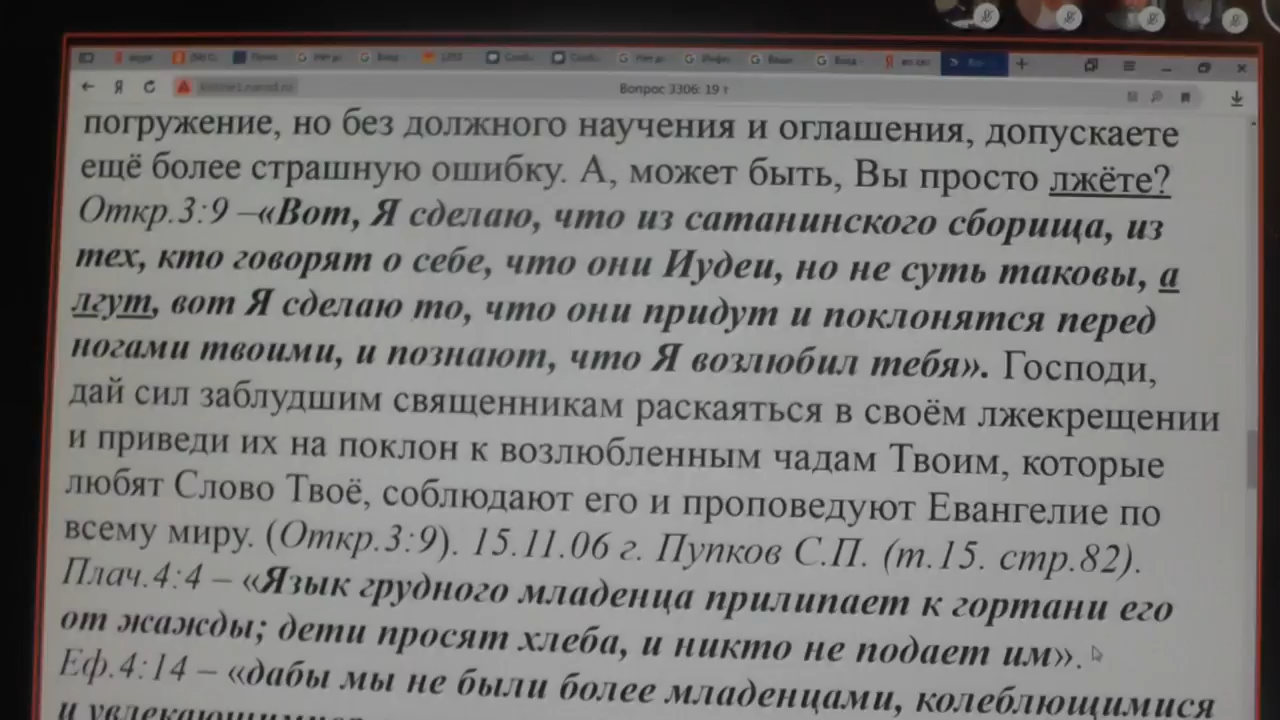 Вопрос 3306: 19 т
погружение, но без должного научения и оглашения, допускаете
ещё более страшную ошибку. А, может быть, Вы просто лжёте?
Откр.3:9 –«Вот, Я сделаю, что из сатанинского сборища, из
тех, кто говорят о себе, что они Иудеи, но не суть таковы, а
лгут, вот Я сделаю то, что они придут и поклонятся перед
ногами твоими, и познают, что Я возлюбил тебя». Господи,
дай сил заблудшим священникам раскаяться в своём лжекрещении
и приведи их на поклон к возлюбленным чадам Твоим, которые
любят Слово Твоё, соблюдают его и проповедуют Евангелие по
всему миру. (Откр.3:9). 15.11.06 г. Пупков С.П. (т.15. стр.82).
Плач.4:4 – «Язык грудного младенца прилипает к гортани его
от жажды; дети просят хлеба, и никто не подает им».
Еф.4:14 – «дабы мы не были более младенцами, колеблющимися
и увлекающимися